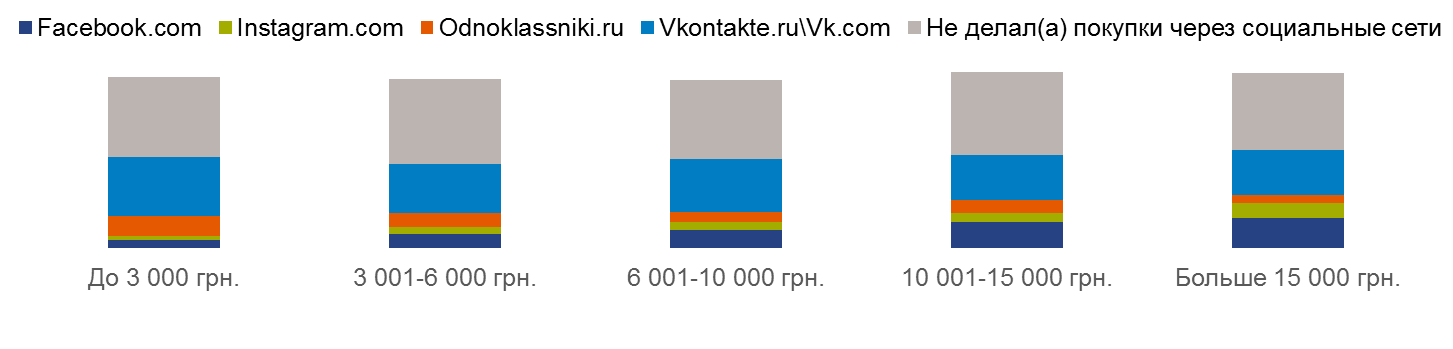 Facebook.com Instagram.com Odnoklassniki.ru Vkontakte.ru\Vk.com Не делал(а) покупки через социальные сети
До 3 000 грн. 3 001-6 000 грн. 6 001-10 000 грн. 10 001-15 000 грн. Больше 15 000 грн.